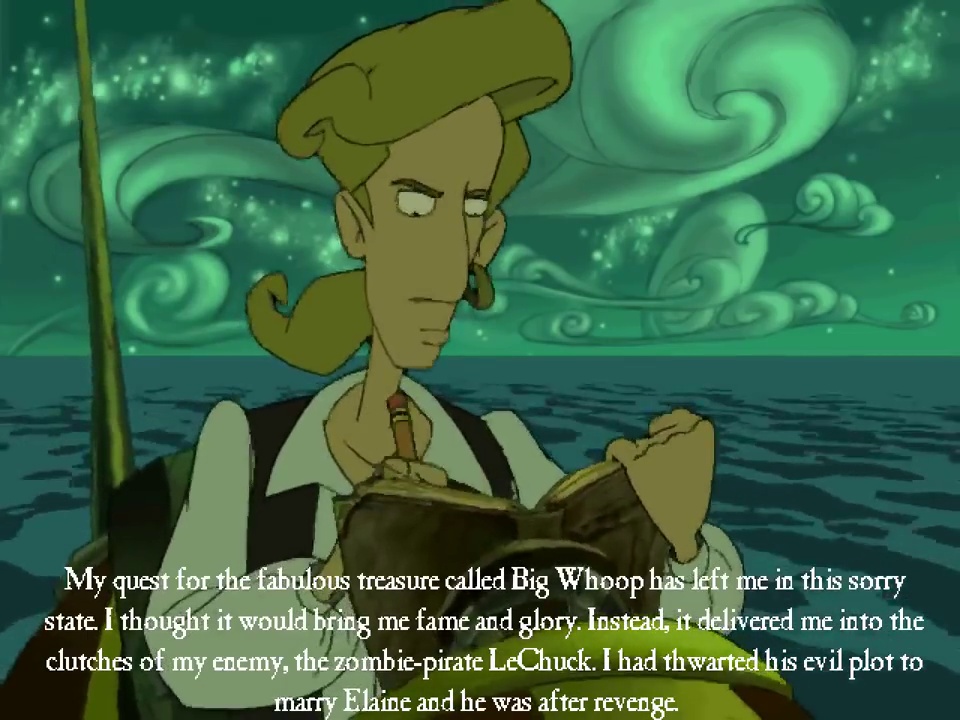 My quest for the fabulous treasure called Big Whoop has left me in this sorry
state. I thought it would bring me fame and glory. Instead, it delivered me into the
clutches of my enemy, the zombie-pirate LeChuck. I had thwarted his evil plot to
marry Elaine and he was after revenge.